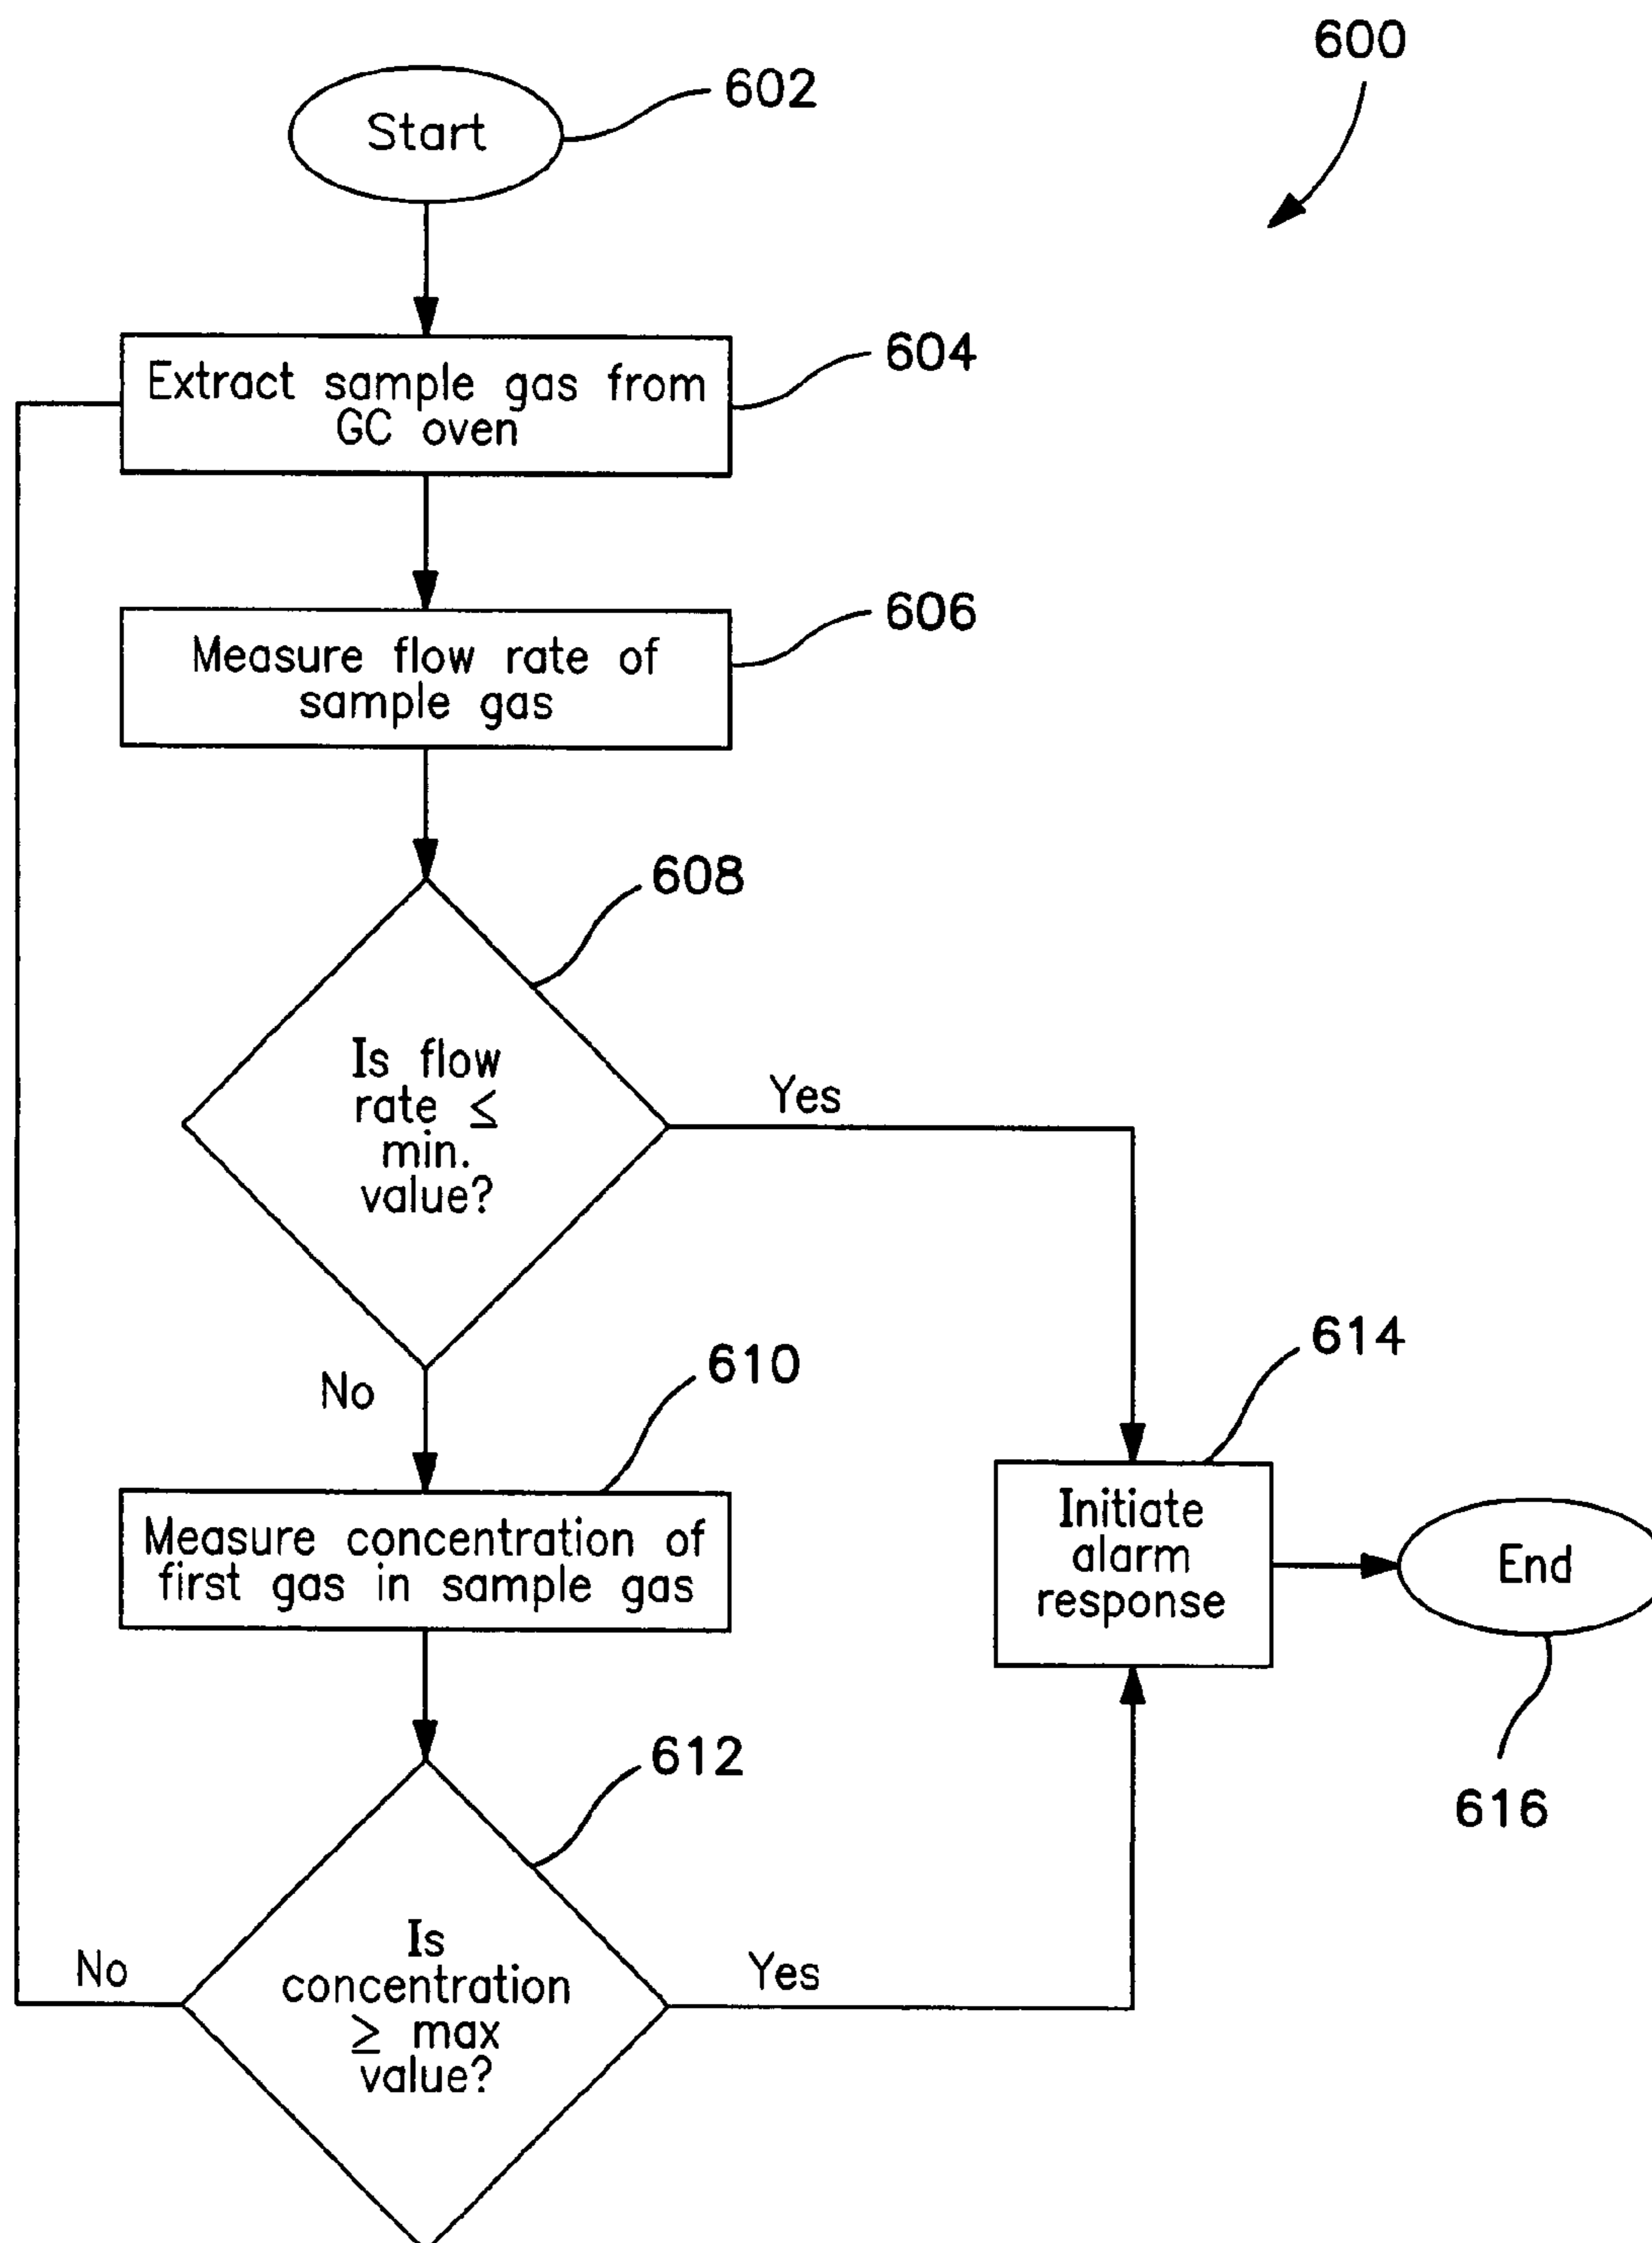 600
602
Start
604
Extract sample gas from
GC oven
606
Measure flow rate of
sample gas
608
Is flow
rate ≤
min.
value?
Yes
No
610
Measure concentration of
first gas in sample gas
614
Initiate
alarm
response
End
616
612
Is
concentration
≥ max
value?
No
Yes